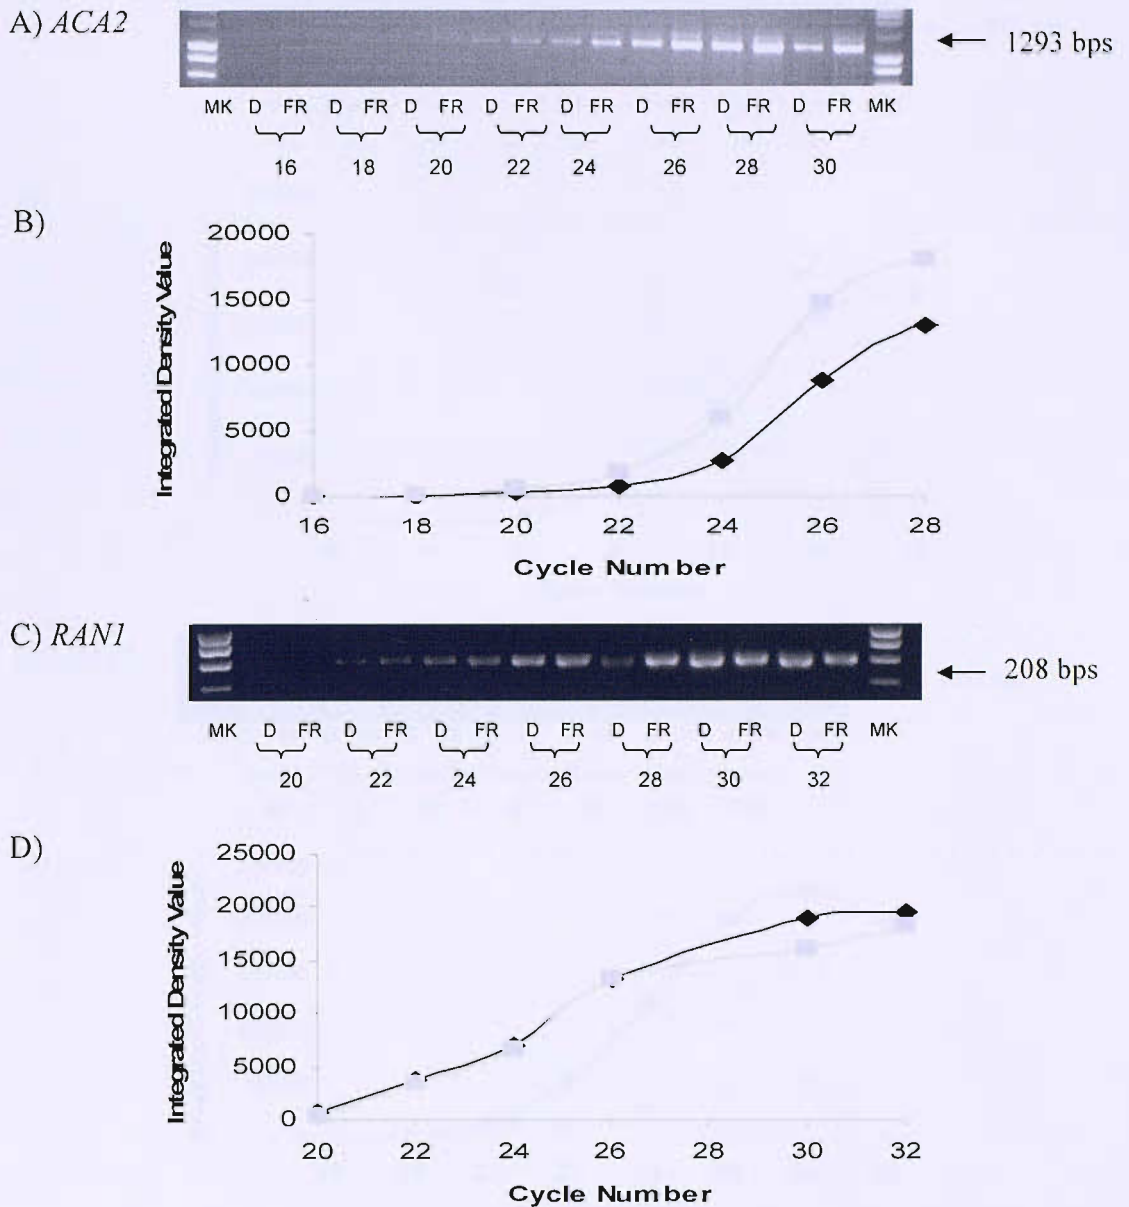 A) ACA2
1293 bps
MK D FR D FR D FR D FR D FR D FR D FR D FR MK
16 18 20 22 24 26 28 30
B)
Integrated Density Value
20000
15000
10000
5000
0
16 18 20 22 24 26 28
Cycle Number
C) RAN1
208 bps
MK D FR D FR D FR D FR D FR D FR D FR MK
20 22 24 26 28 30 32
D)
Integrated Density Value
25000
20000
15000
10000
5000
0
20 22 24 26 28 30 32
Cycle Number